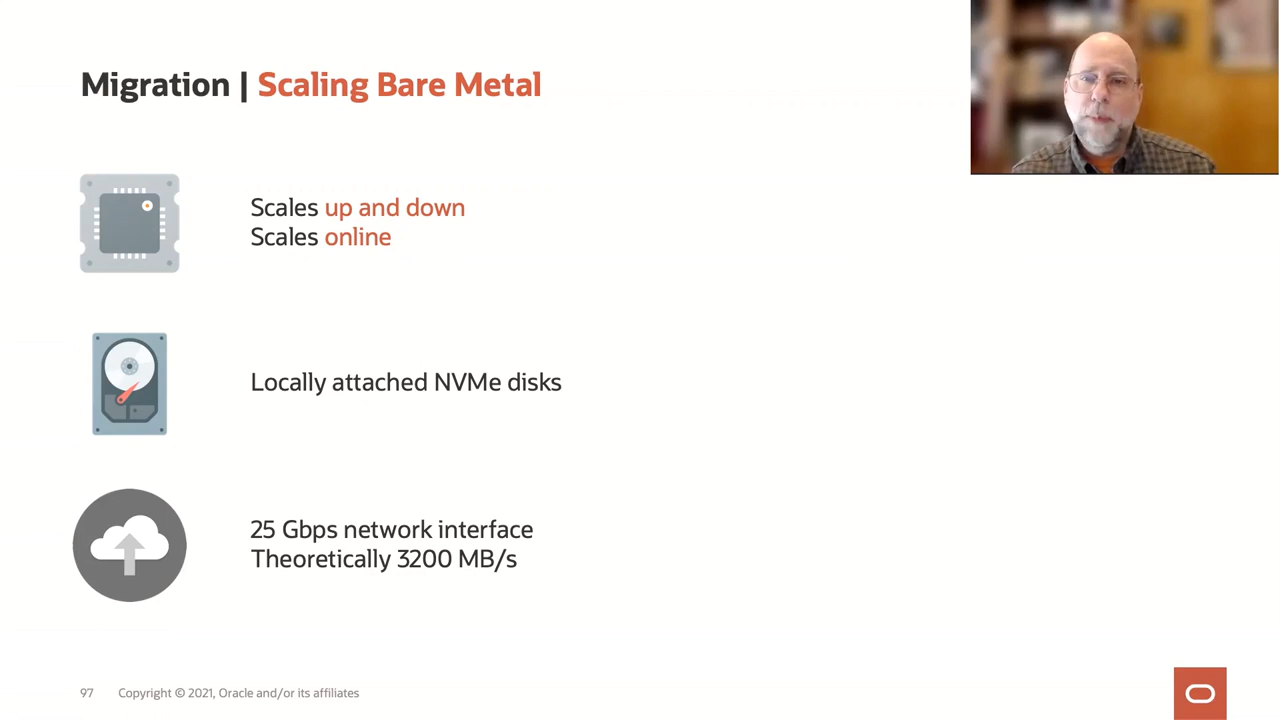 Migration | Scaling Bare Metal
Scales up and down
Scales online
Locally attached NVMe disks
25 Gbps network interface
Theoretically 3200 MB/s
97 Copyright © 2021, Oracle and/or its affiliates